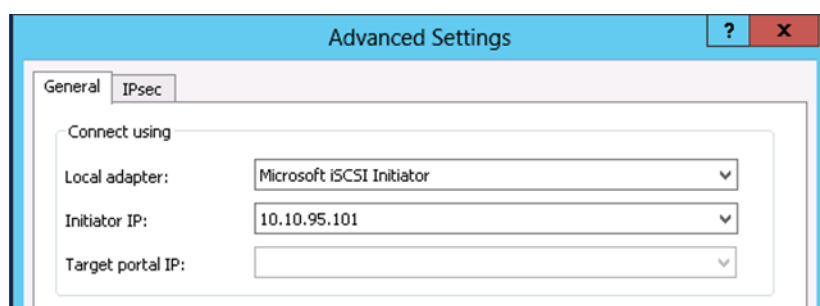 Advanced Settings
? x
General IPsec
Connect using
Local adapter: Microsoft iSCSI Initiator
Initiator IP: 10.10.95.101
Target portal IP: